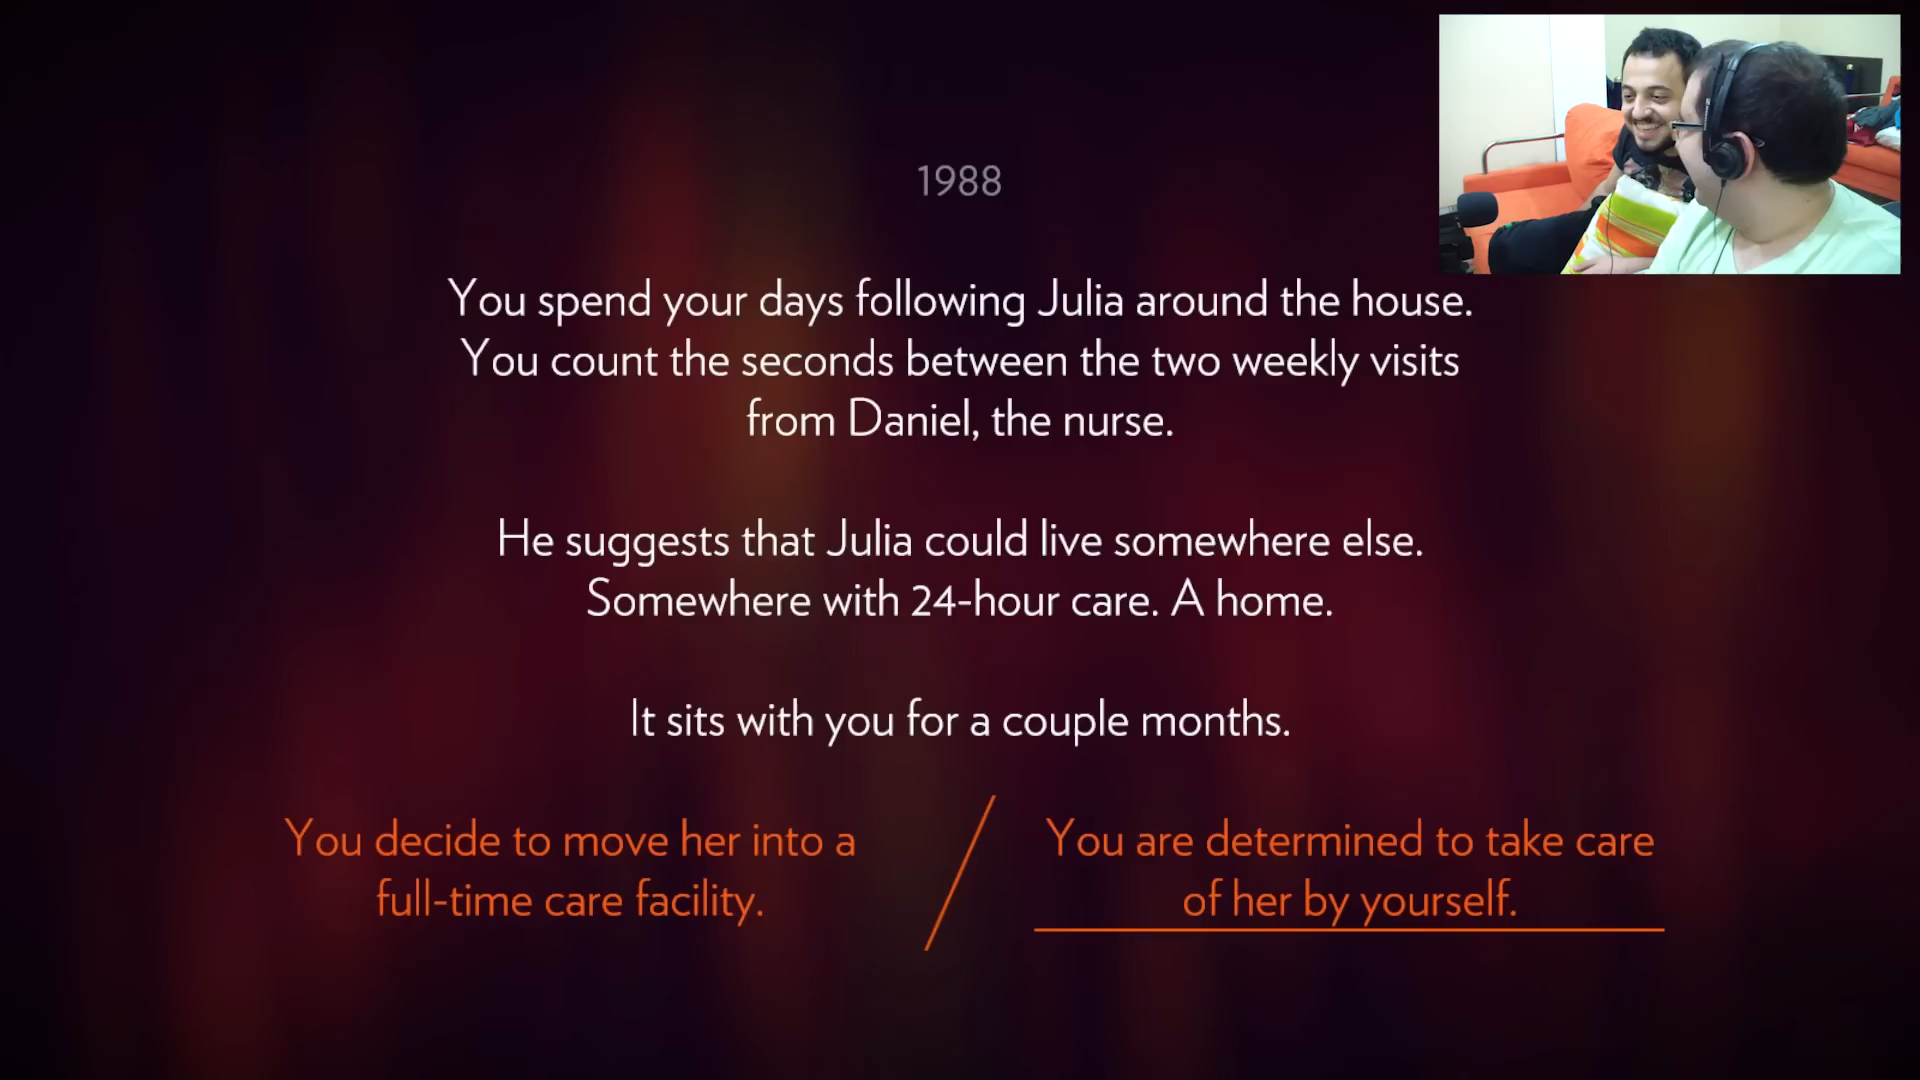 1988
You spend your days following Julia around the house.
You count the seconds between the two weekly visits
from Daniel, the nurse.
He suggests that Julia could live somewhere else.
Somewhere with 24-hour care. A home.
It sits with you for a couple months.
You decide to move her into a
full-time care facility.
You are determined to take care
of her by yourself.